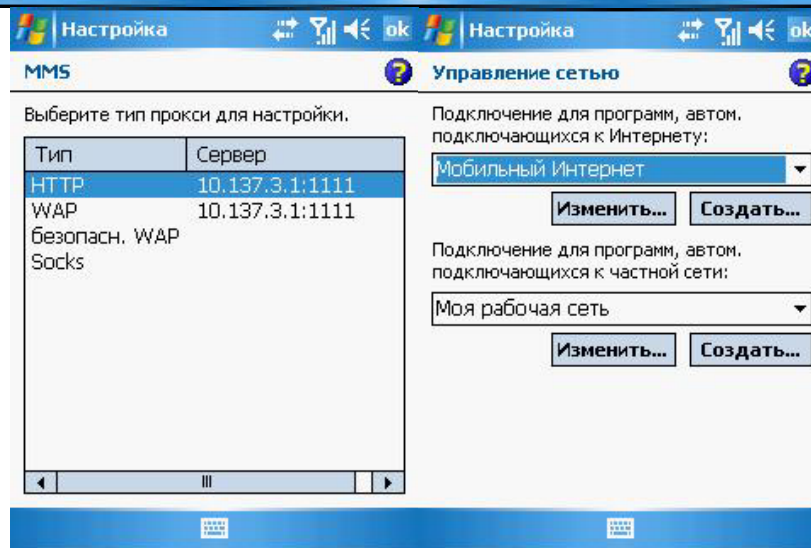 Настройка
ok
MMS
Выберите тип прокси для настройки.
Тип Сервер
HTTP 10.137.3.1:1111
WAP 10.137.3.1:1111
безопасн. WAP
Socks
Настройка
ok
Управление сетью
Подключение для программ, автом.
подключающихся к Интернету:
Мобильный Интернет
Изменить... Создать...
Подключение для программ, автом.
подключающихся к частной сети:
Моя рабочая сеть
Изменить... Создать...